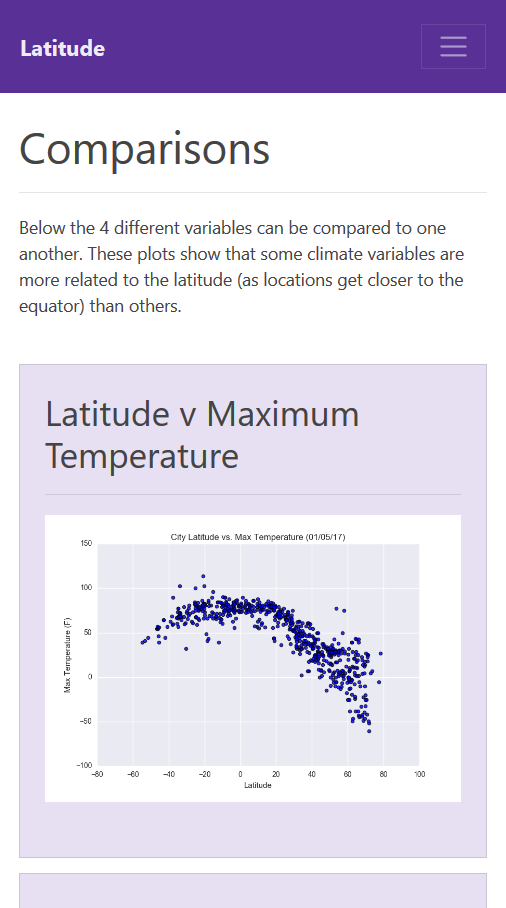 Latitude
Comparisons
Below the 4 different variables can be compared to one
another. These plots show that some climate variables are
more related to the latitude (as locations get closer to the
equator) than others.
Latitude v Maximum
Temperature
City Latitude vs. Max Temperature (01/05/17)
150
100
50
0
−50
−100
Max Temperature (F)
−80 −60 −40 −20 0 20 40 60 80 100
Latitude